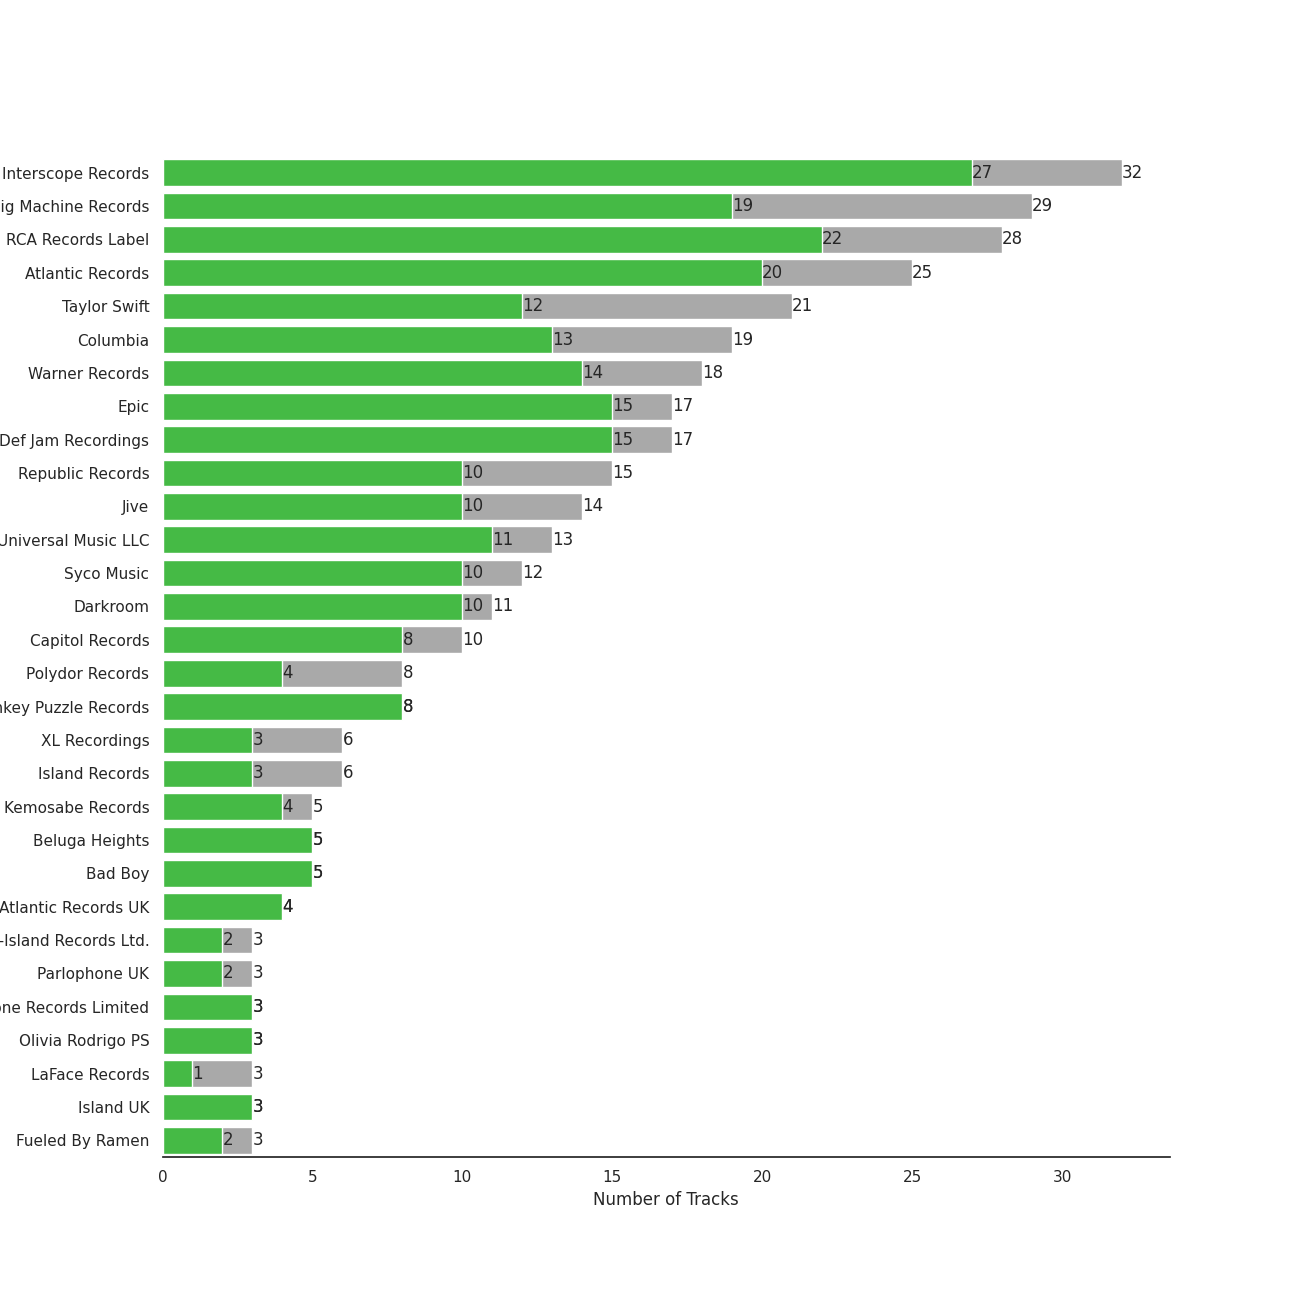 Interscope Records 27 32
ig Machine Records 19 29
RCA Records Label 22 28
Atlantic Records 20 25
Taylor Swift 12 21
Columbia 13 19
Warner Records 14 18
Epic 15 17
Def Jam Recordings 15 17
Republic Records 10 15
Jive 10 14
Universal Music LLC 11 13
Syco Music 10 12
Darkroom 10 11
Capitol Records 8 10
Polydor Records 4 8
nkey Puzzle Records 8
XL Recordings 3 6
Island Records 3 6
Kemosabe Records 4 5
Beluga Heights 5
Bad Boy 5
Atlantic Records UK 4
-Island Records Ltd. 2 3
Parlophone UK 2 3
one Records Limited 3
Olivia Rodrigo PS 3
LaFace Records 1 3
Island UK 3
Fueled By Ramen 2 3
0 5 10 15 20 25 30
Number of Tracks